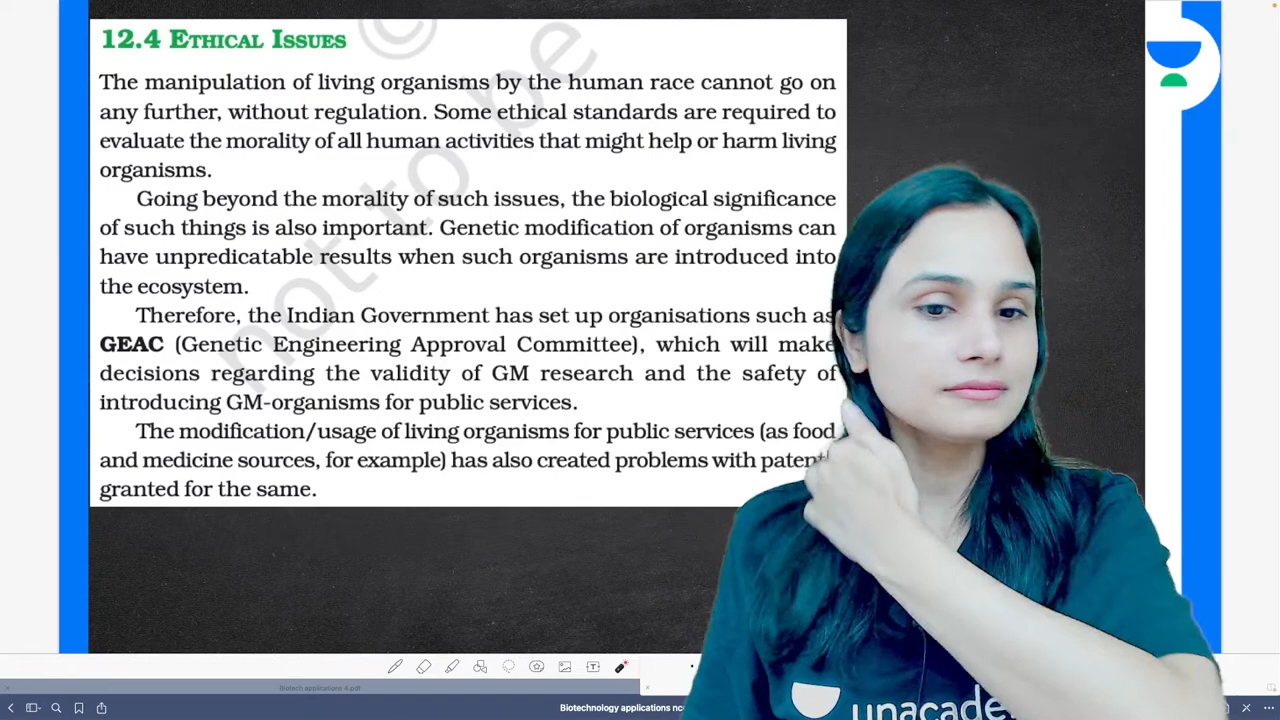 12.4 ETHICAL ISSUES
The manipulation of living organisms by the human race cannot go on
any further, without regulation. Some ethical standards are required to
evaluate the morality of all human activities that might help or harm living
organisms.
Going beyond the morality of such issues, the biological significance
of such things is also important. Genetic modification of organisms can
have unpredicatable results when such organisms are introduced into
the ecosystem.
Therefore, the Indian Government has set up organisations such as
GEAC (Genetic Engineering Approval Committee), which will make
decisions regarding the validity of GM research and the safety of
introducing GM-organisms for public services.
The modification/usage of living organisms for public services (as food
and medicine sources, for example) has also created problems with
granted for the same.
© not to be
Biotech applications 4.pdf
Biotechnology applications